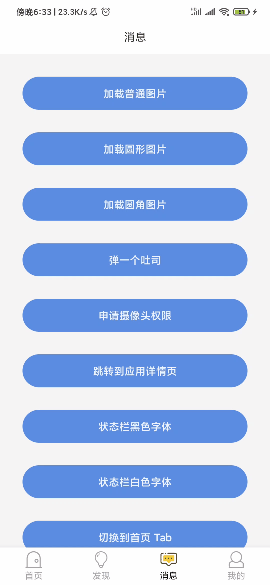 傍晚6:33 | 23.3K/s
消息
加载普通图片
加载圆形图片
加载圆角图片
弹一个吐司
申请摄像头权限
跳转到应用详情页
状态栏黑色字体
状态栏白色字体
切换到首页 Tab
首页
发现
消息
我的